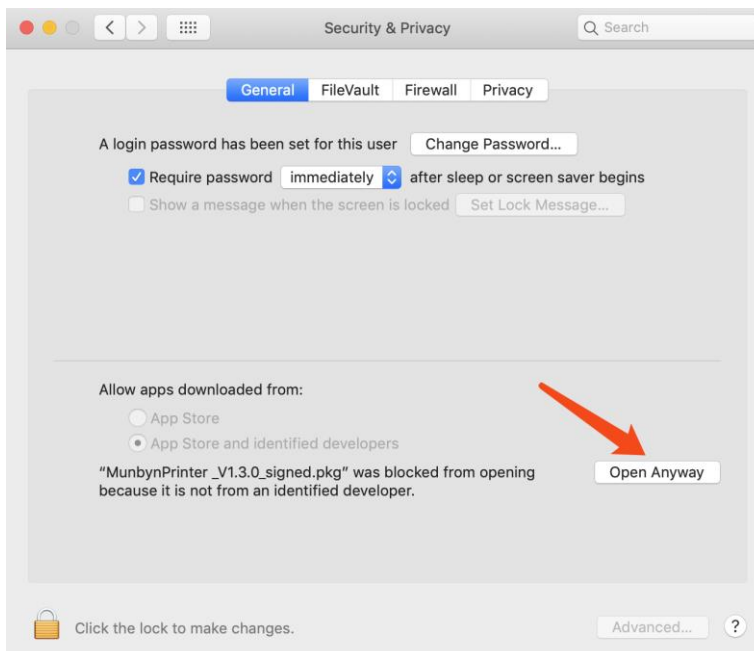 Security & Privacy
Search
General FileVault Firewall Privacy
A login password has been set for this user Change Password...
Require password immediately after sleep or screen saver begins
Show a message when the screen is locked Set Lock Message...
Allow apps downloaded from:
App Store
App Store and identified developers
“MunbynPrinter _V1.3.0_signed.pkg” was blocked from opening
because it is not from an identified developer.
Open Anyway
Click the lock to make changes.
Advanced... ?